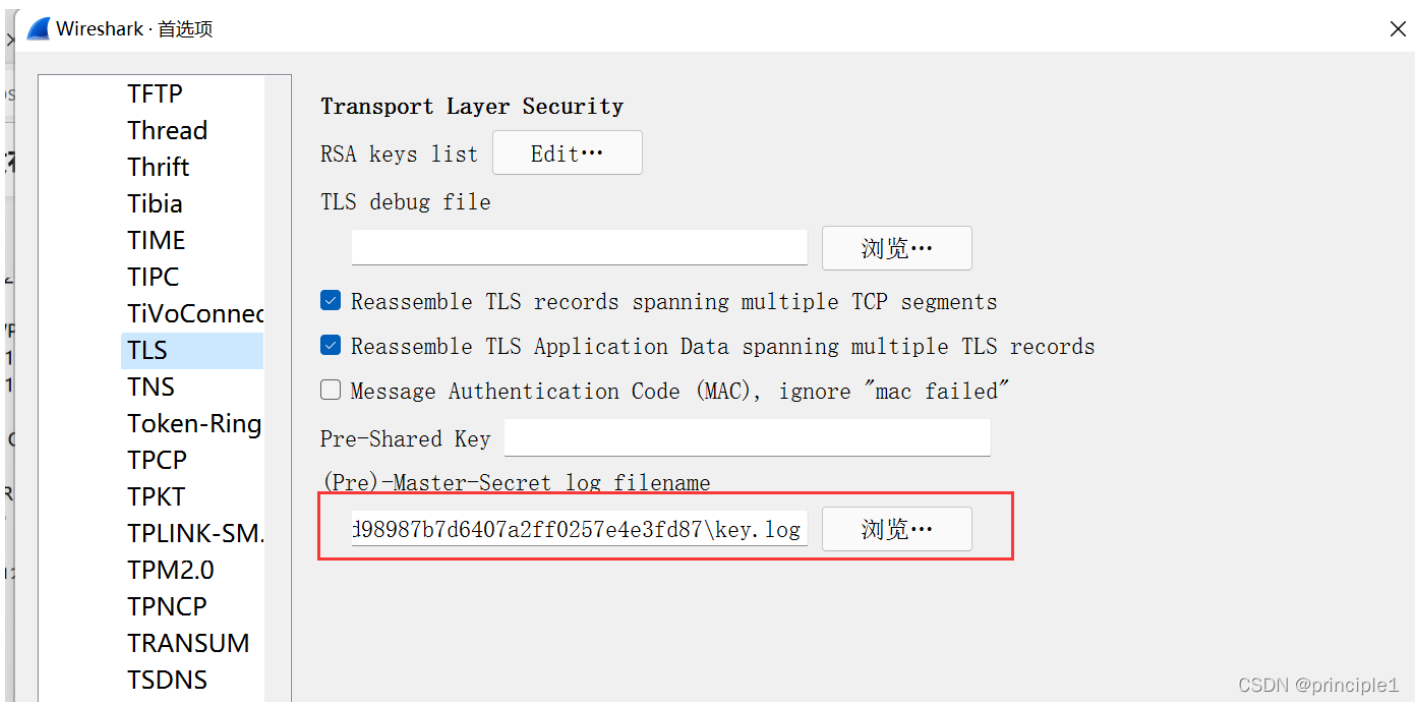 Wireshark · 首选项
TFTP
Thread
Thrift
Tibia
TIME
TIPC
TiVoConnec
TLS
TNS
Token-Ring
TPCP
TPKT
TPLINK-SM.
TPM2.0
TPNCP
TRANSUM
TSDNS
Transport Layer Security
RSA keys list Edit…
TLS debug file
浏览…
Reassemble TLS records spanning multiple TCP segments
Reassemble TLS Application Data spanning multiple TLS records
Message Authentication Code (MAC), ignore "mac failed"
Pre-Shared Key
(Pre)-Master-Secret log filename
d98987b7d6407a2ff0257e4e3fd87\key.log 浏览…
CSDN @principle1